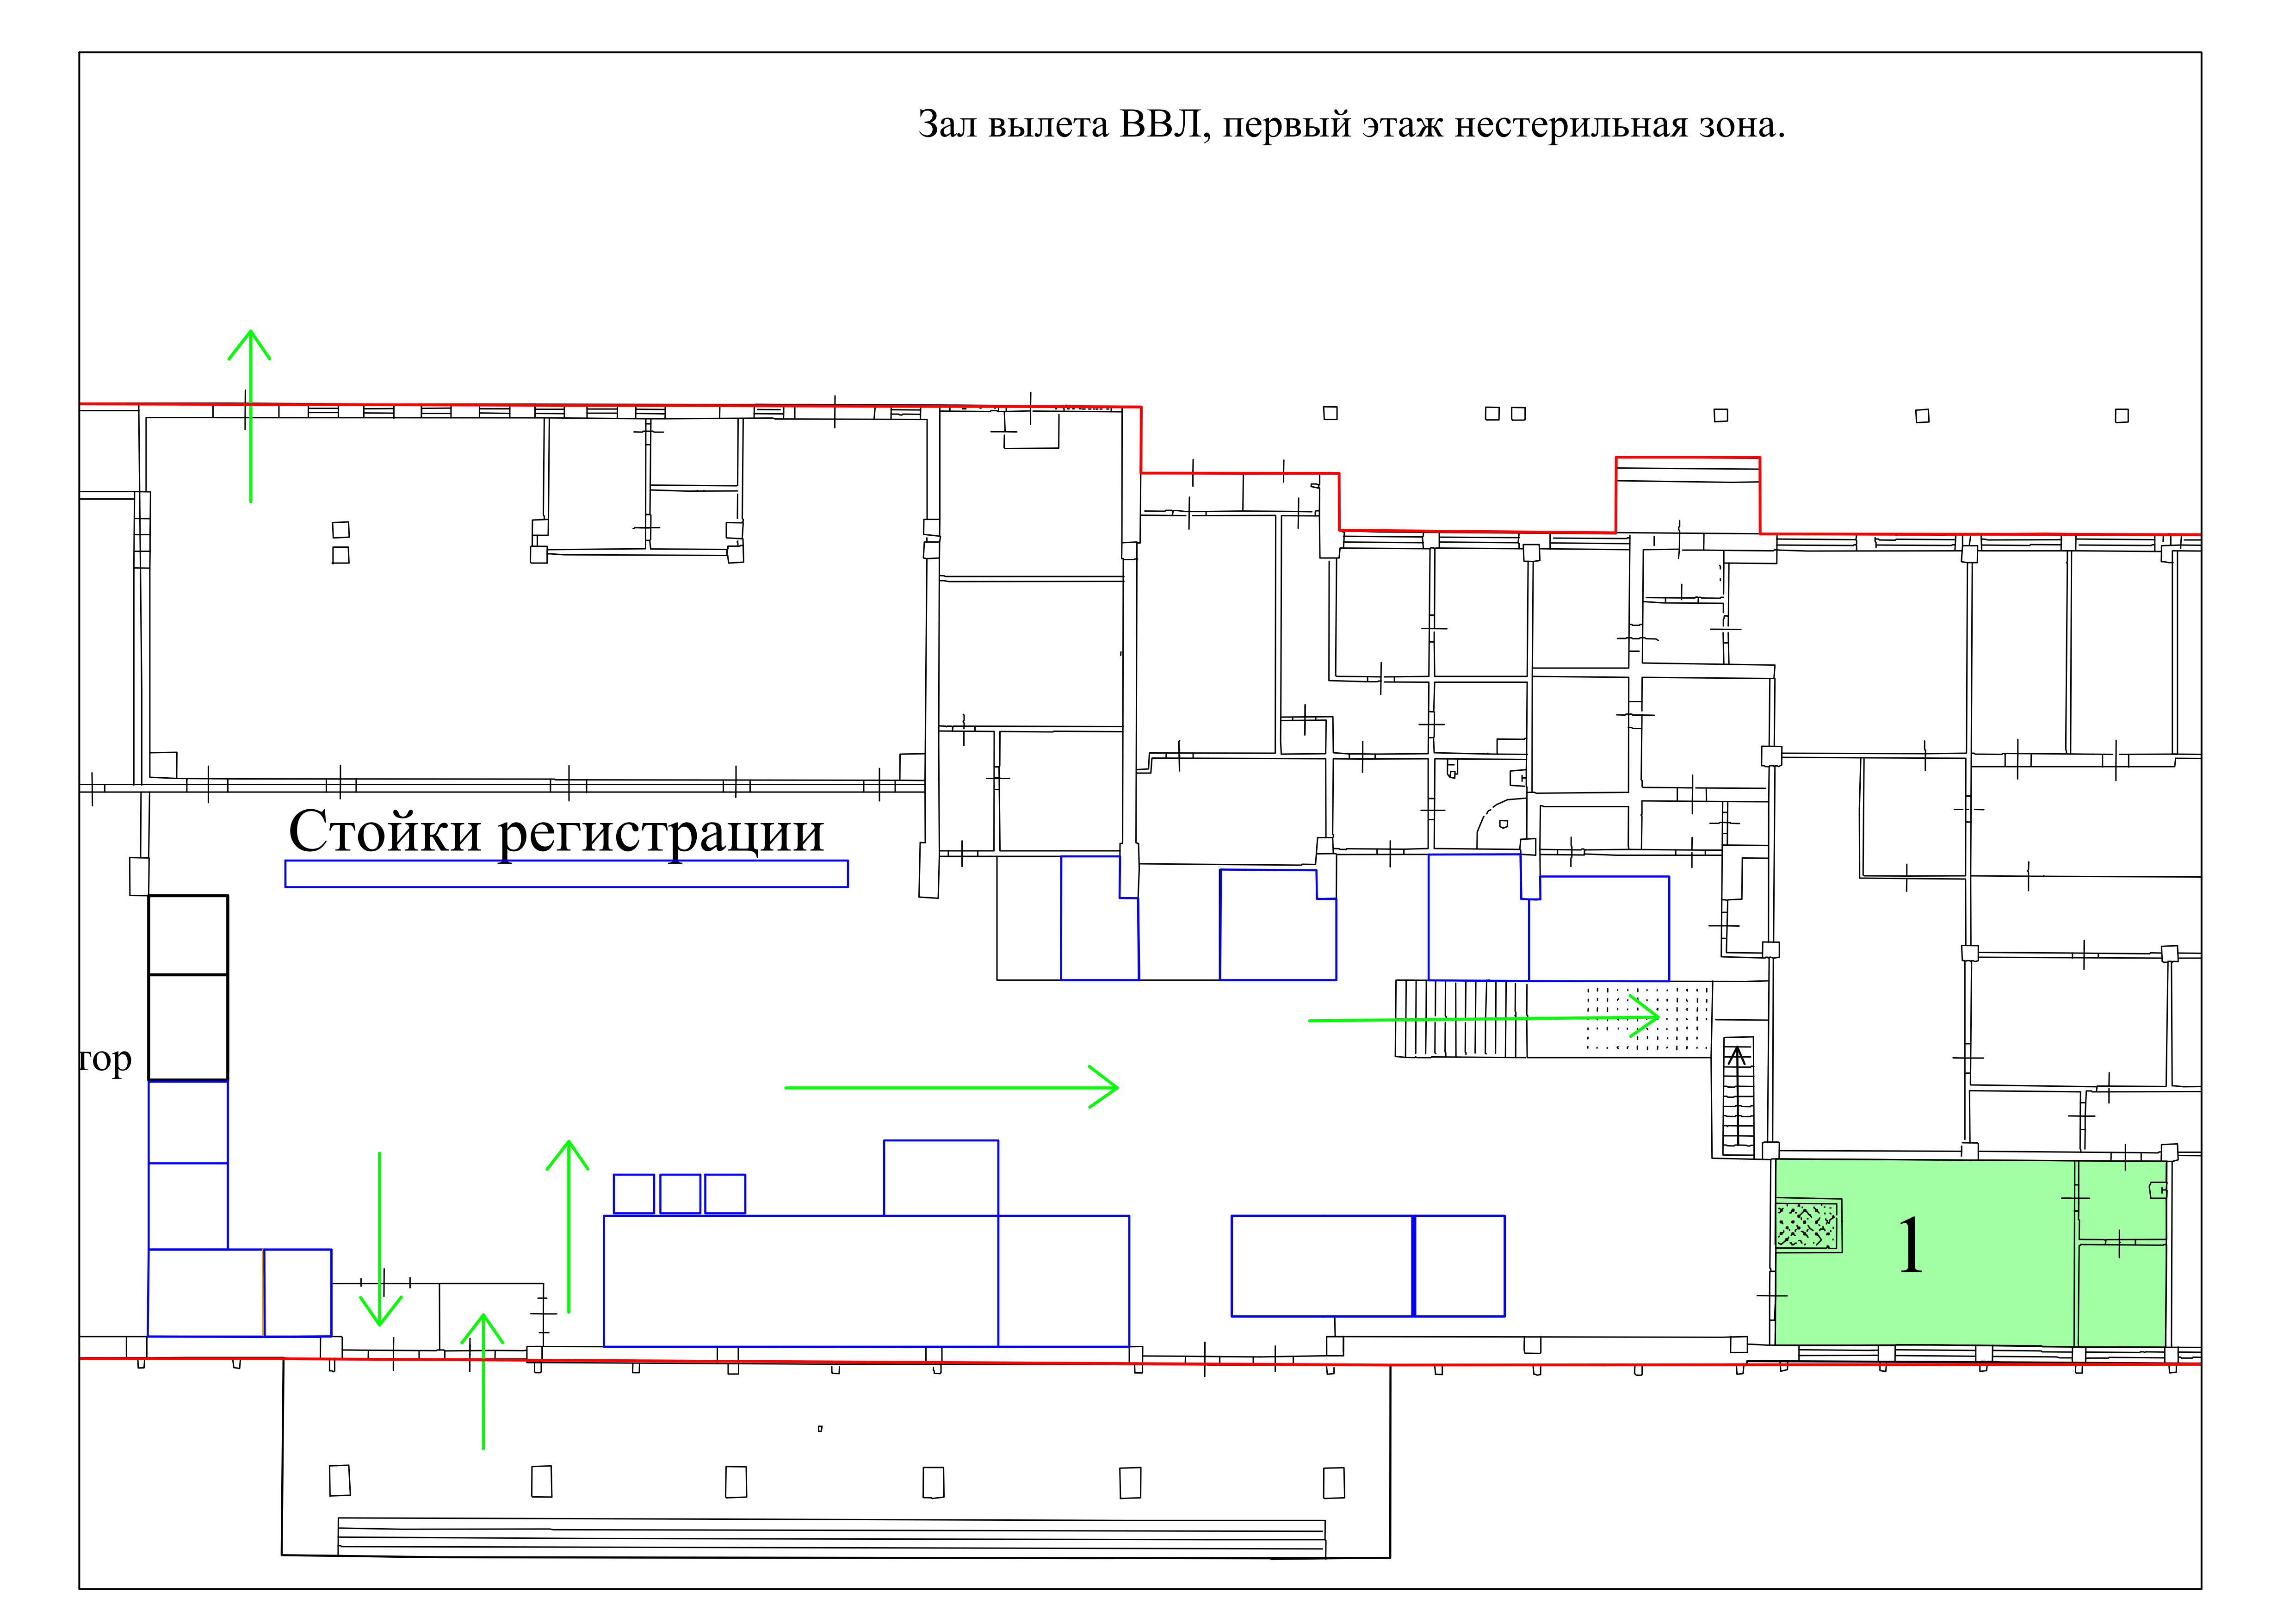 Зал вылета ВВЛ, первый этаж нестерильная зона.
Стойки регистрации
тор
1